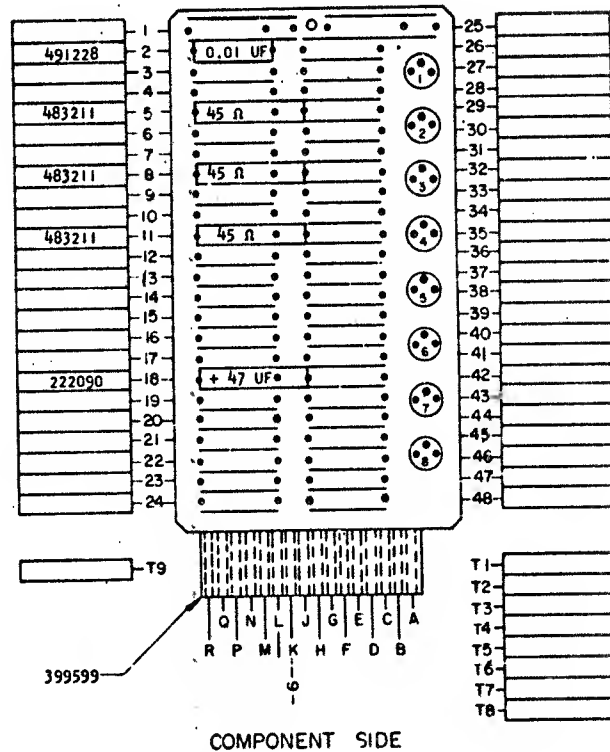 1 25
491228 2 0.01 UF 26
3 1 27
4 28
483211 5 45 Ω 29
6 2 30
7 31
483211 8 45 Ω 32
9 3 33
10 34
483211 11 45 Ω 4 35
12 36
13 37
14 5 38
15 39
16 6 40
17 41
222090 18 + 47 UF 42
19 7 43
20 44
21 45
22 8 46
23 47
24 48
T9 T1
T2
T3
Q N L J G E C A T4
R P M K H F D B T5
399599 T6
-6 T7
T8
COMPONENT SIDE